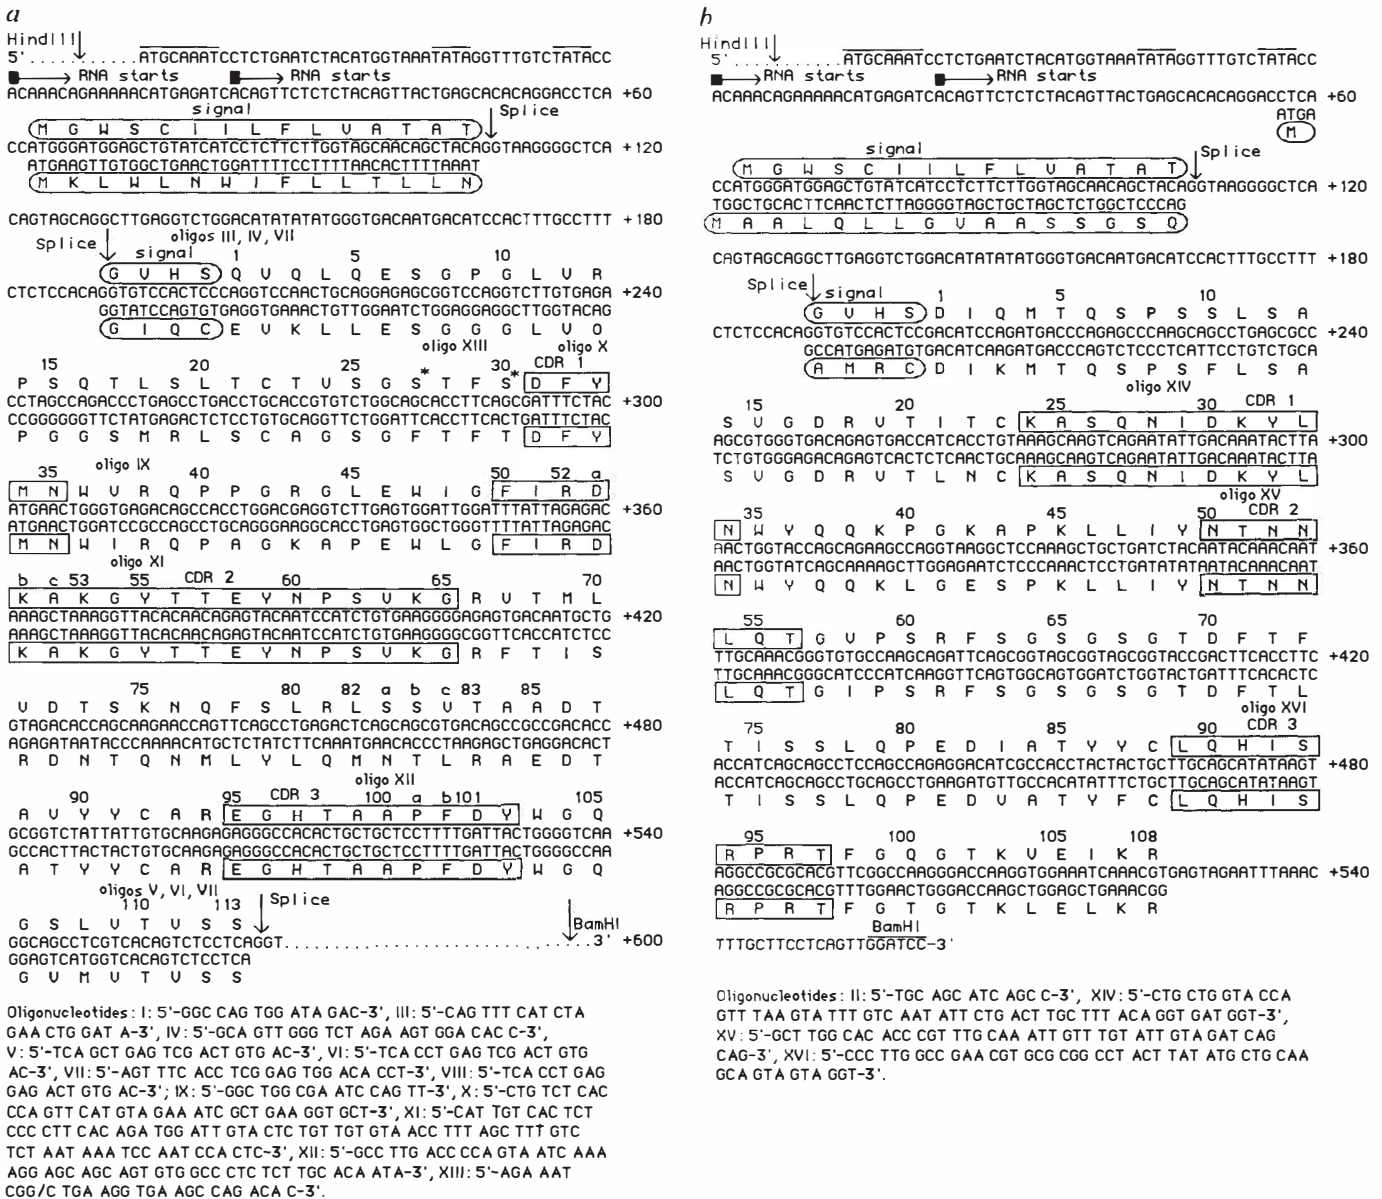 a
HindIII
5'. . . . . . . . . . ATGCAAATCCTCTGAATCTACATGGTAAATATAGGTTTGTCTATACC
RNA starts RNA starts
ACAAACAGAAAAACATGAGATCACAGTTCTCTCTACAGTTACTGAGCACACAGGACCTCA +60
signal Splice
M G W S C I I L F L V A T A T
CCATGGGATGGAGCTGTATCATCCTCTTCTTGGTAGCAACAGCTACAGGTAAGGGGCTCA +120
ATGAAGTTGTGGCTGAACTGGATTTTCCTTTTAACACTTTTAAAT
M K L W L N W I F L L T L L N
CAGTAGCAGGCTTGAGGTCTGGACATATATATGGGTGACAATGACATCCACTTTGCCTTT +180
Splice oligos III, IV, VII
signal 1 5 10
G V H S Q V Q L Q E S G P G L V R
CTCTCCACAGGTGTCCACTCCCAGGTCCAACTGCAGGAGAGCGGTCCAGGTCTTGTGAGA +240
GGTATCCAGTGTGAGGTGAAACTGTTGGAATCTGGAGGAGGCTTGGTACAG
G I Q C E V K L L E S G G G L V Q
oligo XIII oligo X
15 20 25 30 CDR 1
P S Q T L S L T C T V S G S* T F S* D F Y
CCTAGCCAGACCCTGAGCCTGACCTGCACCGTGTCTGGCAGCACCTTCAGCGATTTCTAC +300
CCGGGGGGTTCTATGAGACTCTCCTGTGCAGGTTCTGGATTCACCTTCACTGATTTCTAC
P G G S M R L S C A G S G F T F T D F Y
35 oligo IX 40 45 50 52 a
M N W V R Q P P G R G L E W I G F I R D
ATGAACTGGGTGAGACAGCCACCTGGACGAGGTCTTGAGTGGATTGGATTTATTAGAGAC +360
ATGAACTGGATCCGCCAGCCTGCAGGGAAGGCACCTGAGTGGCTGGGTTTTATTAGAGAC
M N W I R Q P A G K A P E W L G F I R D
oligo XI
b c 53 55 CDR 2 60 65 70
K A K G Y T T E Y N P S V K G R V T M L
AAAGCTAAAGGTTACACAACAGAGTACAATCCATCTGTGAAGGGGAGAGTGACAATGCTG +420
AAAGCTAAAGGTTACACAACAGAGTACAATCCATCTGTGAAGGGGCGGTTCACCATCTCC
K A K G Y T T E Y N P S V K G R F T I S
75 80 82 a b c 83 85
V D T S K N Q F S L R L S S V T A A D T
GTAGACACCAGCAAGAACCAGTTCAGCCTGAGACTCAGCAGCGTGACAGCCGCCGACACC +480
AGAGATAATACCCAAAACATGCTCTATCTTCAAATGAACACCCTAAGAGCTGAGGACACT
R D N T Q N M L Y L Q M N T L R A E D T
oligo XII
90 95 CDR 3 100 a b 101 105
A V Y Y C A R E G H T A A P F D Y W G Q
GCGGTCTATTATTGTGCAAGAGAGGGCCACACTGCTGCTCCTTTTGATTACTGGGGTCAA +540
GCCACTTACTACTGTGCAAGAGAGGGCCACACTGCTGCTCCTTTTGATTACTGGGGCCAA
A T Y Y C A R E G H T A A P F D Y W G Q
oligos V, VI, VII
110 113 Splice
G S L V T V S S BamHI
GGCAGCCTCGTCACAGTCTCCTCAGGT. . . . . . . . . . . . . . . . . . . . . . . . .3' +600
GGAGTCATGGTCACAGTCTCCTCA
G V M V T V S S
Oligonucleotides: I: 5'-GGC CAG TGG ATA GAC-3', III: 5'-CAG TTT CAT CTA
GAA CTG GAT A-3', IV: 5'-GCA GTT GGG TCT AGA AGT GGA CAC C-3',
V: 5'-TCA GCT GAG TCG ACT GTG AC-3', VI: 5'-TCA CCT GAG TCG ACT GTG
AC-3', VII: 5'-AGT TTC ACC TCG GAG TGG ACA CCT-3', VIII: 5'-TCA CCT GAG
GAG ACT GTG AC-3'; IX: 5'-GGC TGG CGA ATC CAG TT-3', X: 5'-CTG TCT CAC
CCA GTT CAT GTA GAA ATC GCT GAA GGT GCT-3', XI: 5'-CAT TGT CAC TCT
CCC CTT CAC AGA TGG ATT GTA CTC TGT TGT GTA ACC TTT AGC TTT GTC
TCT AAT AAA TCC AAT CCA CTC-3', XII: 5'-GCC TTG ACC CCA GTA ATC AAA
AGG AGC AGC AGT GTG GCC CTC TCT TGC ACA ATA-3', XIII: 5'-AGA AAT
CGG/C TGA AGG TGA AGC CAG ACA C-3'.
b
HindIII
5'. . . . . . . . . . ATGCAAATCCTCTGAATCTACATGGTAAATATAGGTTTGTCTATACC
RNA starts RNA starts
ACAAACAGAAAAACATGAGATCACAGTTCTCTCTACAGTTACTGAGCACACAGGACCTCA +60
ATGA
M
signal Splice
M G W S C I I L F L V A T A T
CCATGGGATGGAGCTGTATCATCCTCTTCTTGGTAGCAACAGCTACAGGTAAGGGGCTCA +120
TGGCTGCACTTCAACTCTTAGGGGTAGCTGCTAGCTCTGGCTCCCAG
M A A L Q L L G V A A S S G S Q
CAGTAGCAGGCTTGAGGTCTGGACATATATATGGGTGACAATGACATCCACTTTGCCTTT +180
Splice signal 1 5 10
G V H S D I Q M T Q S P S S L S A
CTCTCCACAGGTGTCCACTCCGACATCCAGATGACCCAGAGCCCAAGCAGCCTGAGCGCC +240
GCCATGAGATGTGACATCAAGATGACCCAGTCTCCCTCATTCCTGTCTGCA
A M R C D I K M T Q S P S F L S A
oligo XIV
15 20 25 30 CDR 1
S V G D R V T I T C K A S Q N I D K Y L
AGCGTGGGTGACAGAGTGACCATCACCTGTAAAGCAAGTCAGAATATTGACAAATACTTA +300
TCTGTGGGAGACAGAGTCACTCTCAACTGCAAAGCAAGTCAGAATATTGACAAATACTTA
S V G D R V T L N C K A S Q N I D K Y L
oligo XV
35 40 45 50 CDR 2
N W Y Q Q K P G K A P K L L I Y N T N N
AACTGGTACCAGCAGAAGCCAGGTAAGGCTCCAAAGCTGCTGATCTACAATACAAACAAT +360
AACTGGTATCAGCAAAAGCTTGGAGAATCTCCCAAACTCCTGATATATAATACAAACAAT
N W Y Q Q K L G E S P K L L I Y N T N N
55 60 65 70
L Q T G V P S R F S G S G S G T D F T F
TTGCAAACGGGTGTGCCAAGCAGATTCAGCGGTAGCGGTAGCGGTACCGACTTCACCTTC +420
TTGCAAACGGGCATCCCATCAAGGTTCAGTGGCAGTGGATCTGGTACTGATTTCACACTC
L Q T G I P S R F S G S G S G T D F T L
oligo XVI
75 80 85 90 CDR 3
T I S S L Q P E D I A T Y Y C L Q H I S
ACCATCAGCAGCCTCCAGCCAGAGGACATCGCCACCTACTACTGCTTGCAGCATATAAGT +480
ACCATCAGCAGCCTGCAGCCTGAAGATGTTGCCACATATTTCTGCTTGCAGCATATAAGT
T I S S L Q P E D V A T Y F C L Q H I S
95 100 105 108
R P R T F G Q G T K V E I K R
AGGCCGCGCACGTTCGGCCAAGGGACCAAGGTGGAAATCAAACGTGAGTAGAATTTAAAC +540
AGGCCGCGCACGTTTGGAACTGGGACCAAGCTGGAGCTGAAACGG
R P R T F G T G T K L E L K R
BamHI
TTTGCTTCCTCAGTTGGATCC-3'
Oligonucleotides: II: 5'-TGC AGC ATC AGC C-3', XIV: 5'-CTG CTG GTA CCA
GTT TAA GTA TTT GTC AAT ATT CTG ACT TGC TTT ACA GGT GAT GGT-3',
XV: 5'-GCT TGG CAC ACC CGT TTG CAA ATT GTT TGT ATT GTA GAT CAG
CAG-3', XVI: 5'-CCC TTG GCC GAA CGT GCG CGG CCT ACT TAT ATG CTG CAA
GCA GTA GTA GGT-3'.